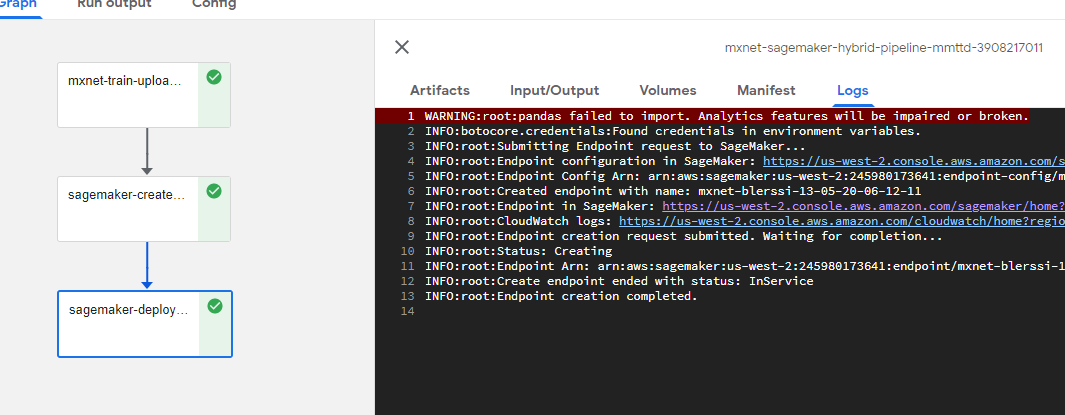 Graph Run output Config
mxnet-train-uploa...
sagemaker-create...
sagemaker-deploy...
mxnet-sagemaker-hybrid-pipeline-mmttd-3908217011
Artifacts Input/Output Volumes Manifest Logs
1 WARNING:root:pandas failed to import. Analytics features will be impaired or broken.
2 INFO:botocore.credentials:Found credentials in environment variables.
3 INFO:root:Submitting Endpoint request to SageMaker...
4 INFO:root:Endpoint configuration in SageMaker: https://us-west-2.console.aws.amazon.com/s
5 INFO:root:Endpoint Config Arn: arn:aws:sagemaker:us-west-2:245980173641:endpoint-config/m
6 INFO:root:Created endpoint with name: mxnet-blerssi-13-05-20-06-12-11
7 INFO:root:Endpoint in SageMaker: https://us-west-2.console.aws.amazon.com/sagemaker/home?
8 INFO:root:CloudWatch logs: https://us-west-2.console.aws.amazon.com/cloudwatch/home?regio
9 INFO:root:Endpoint creation request submitted. Waiting for completion...
10 INFO:root:Status: Creating
11 INFO:root:Endpoint Arn: arn:aws:sagemaker:us-west-2:245980173641:endpoint/mxnet-blerssi-1
12 INFO:root:Create endpoint ended with status: InService
13 INFO:root:Endpoint creation completed.
14